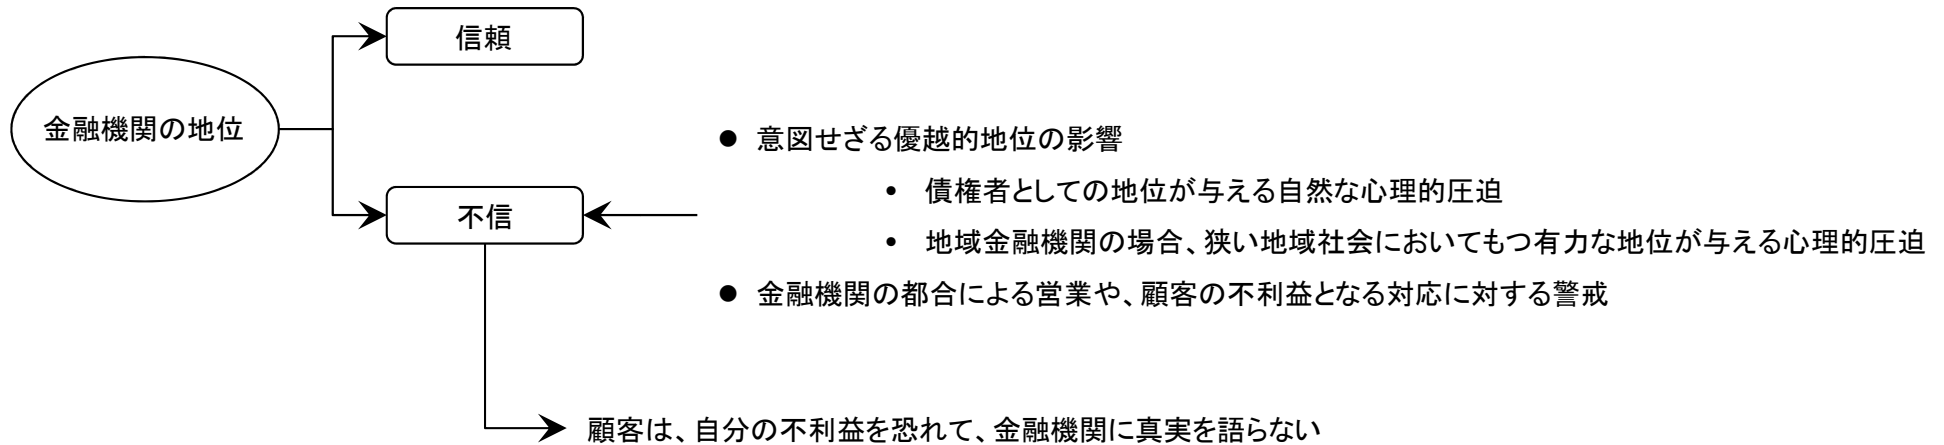 信頼
金融機関の地位
● 意図せざる優越的地位の影響
• 債権者としての地位が与える自然な心理的圧迫
不信
• 地域金融機関の場合、狭い地域社会においてもつ有力な地位が与える心理的圧迫
● 金融機関の都合による営業や、顧客の不利益となる対応に対する警戒
顧客は、自分の不利益を恐れて、金融機関に真実を語らない